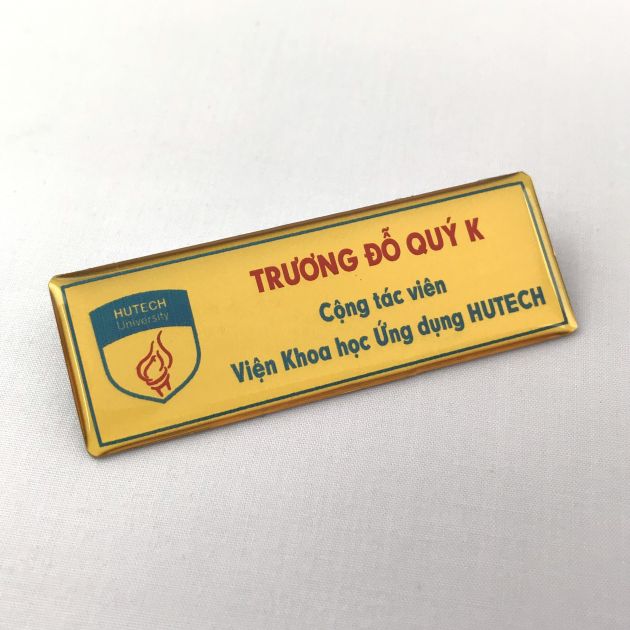 HUTECH
University
TRƯƠNG ĐỖ QUÝ K
Cộng tác viên
Viện Khoa học Ứng dụng HUTECH